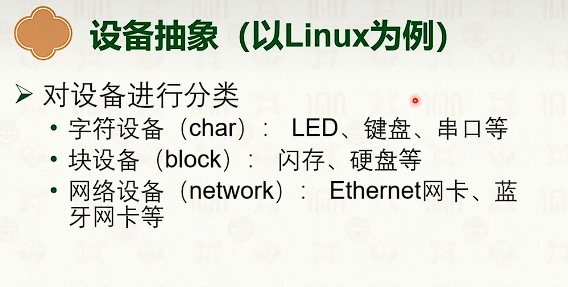 设备抽象（以Linux为例）
➢ 对设备进行分类
• 字符设备（char）： LED、键盘、串口等
• 块设备（block）： 闪存、硬盘等
• 网络设备（network）： Ethernet网卡、蓝
牙网卡等